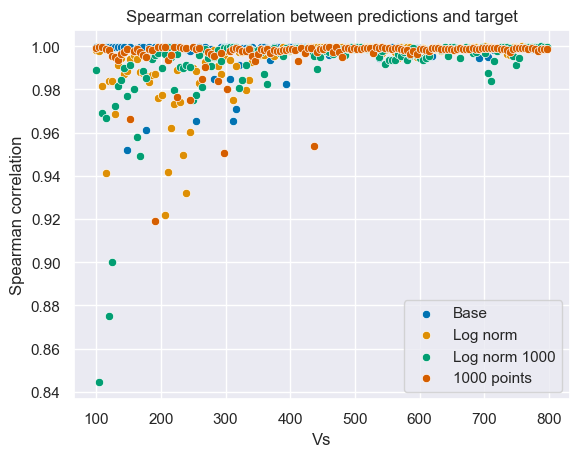 Spearman correlation between predictions and target
1.00
0.98
0.96
0.94
0.92
0.90
0.88
0.86
0.84
Spearman correlation
Base
Log norm
Log norm 1000
1000 points
100 200 300 400 500 600 700 800
Vs